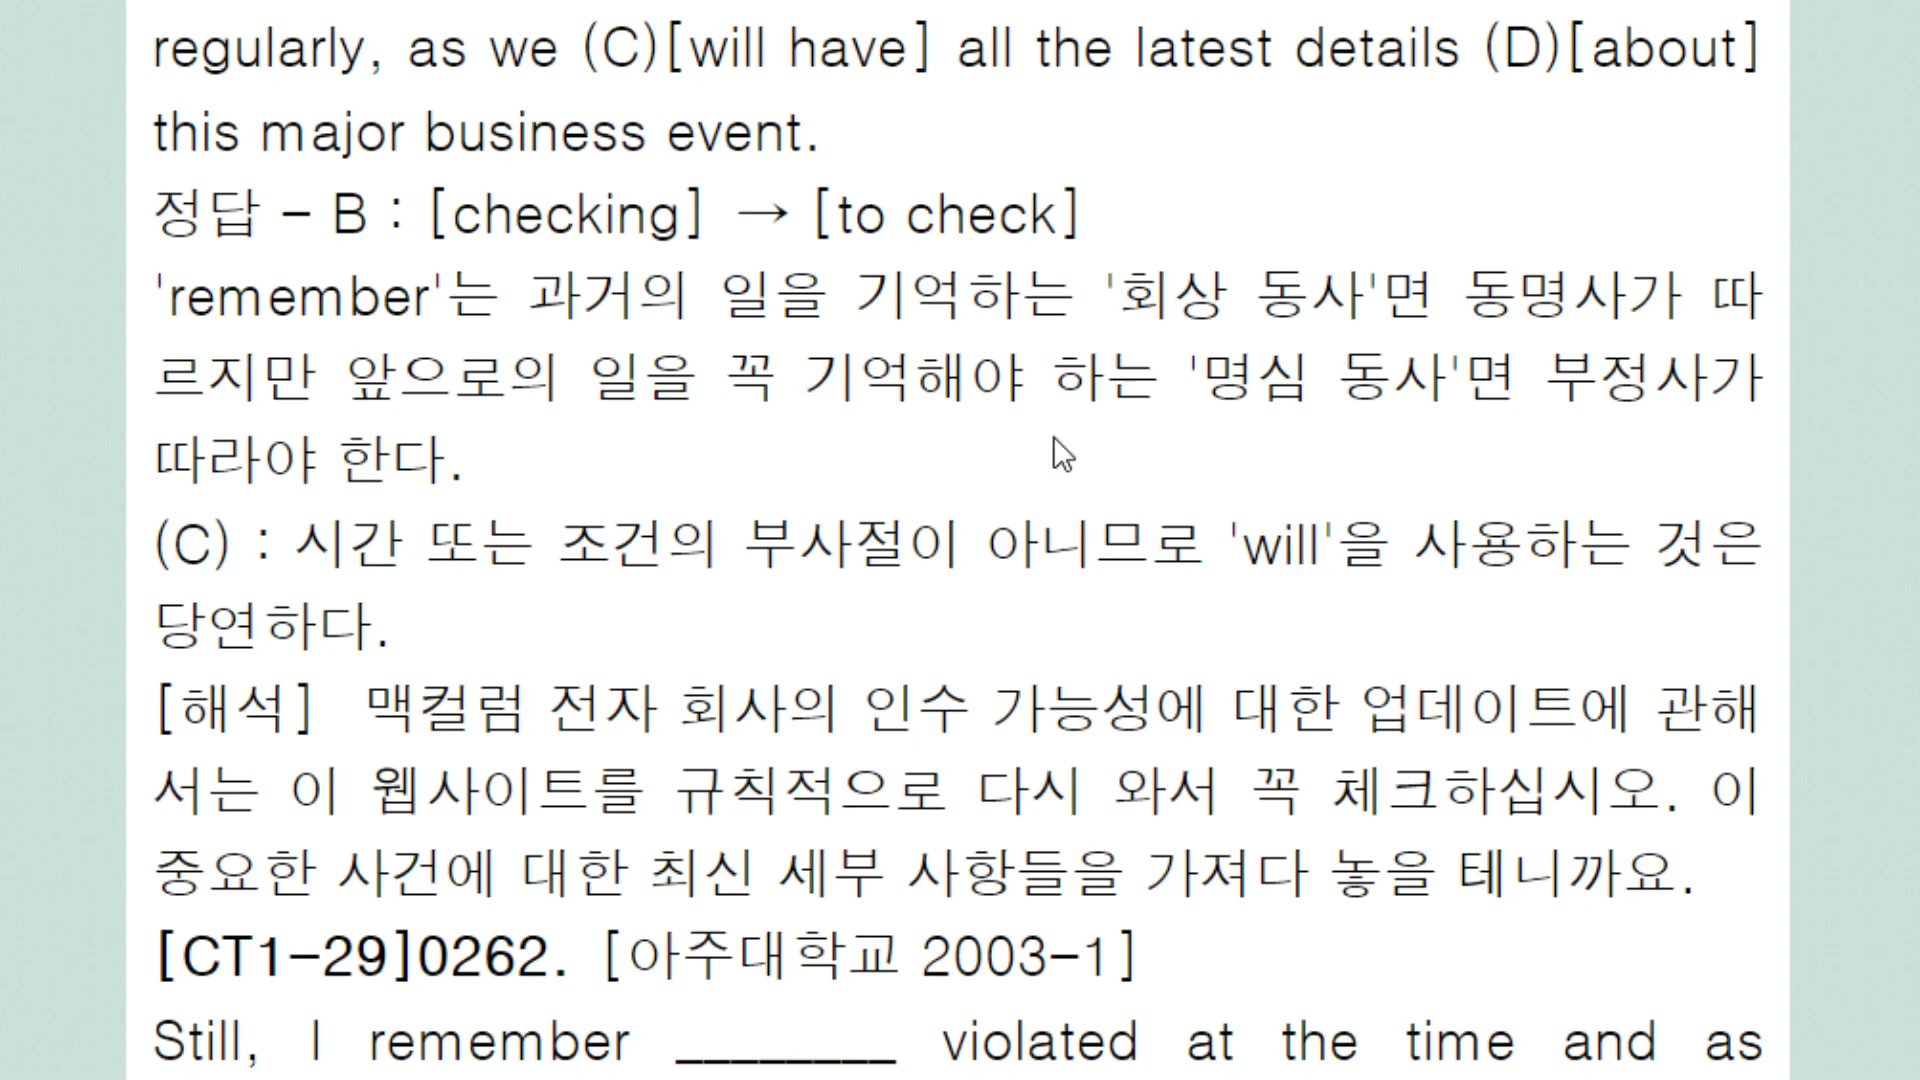 regularly, as we (C)[will have] all the latest details (D)[about]
this major business event.
정답 - B : [checking] → [to check]
'remember'는 과거의 일을 기억하는 '회상 동사'면 동명사가 따
르지만 앞으로의 일을 꼭 기억해야 하는 '명심 동사'면 부정사가
따라야 한다.
(C) : 시간 또는 조건의 부사절이 아니므로 'will'을 사용하는 것은
당연하다.
[해석] 맥컬럼 전자 회사의 인수 가능성에 대한 업데이트에 관해
서는 이 웹사이트를 규칙적으로 다시 와서 꼭 체크하십시오. 이
중요한 사건에 대한 최신 세부 사항들을 가져다 놓을 테니까요.
[CT1-29]0262. [아주대학교 2003-1]
Still, I remember ________ violated at the time and as